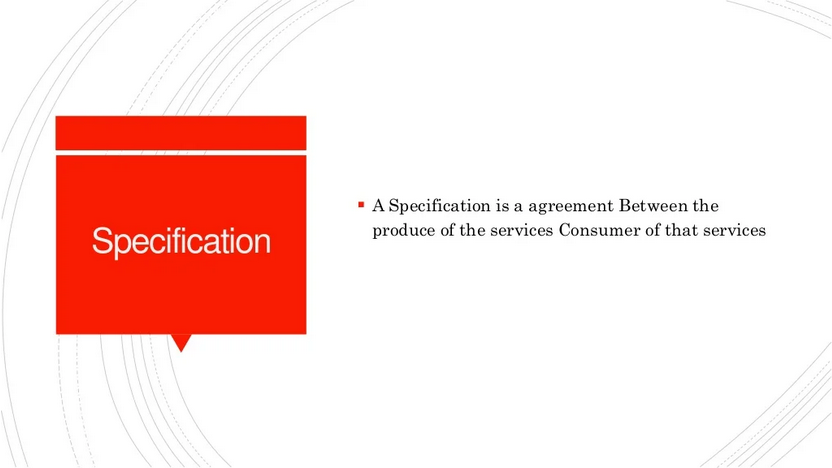 Specification
A Specification is a agreement Between the
produce of the services Consumer of that services